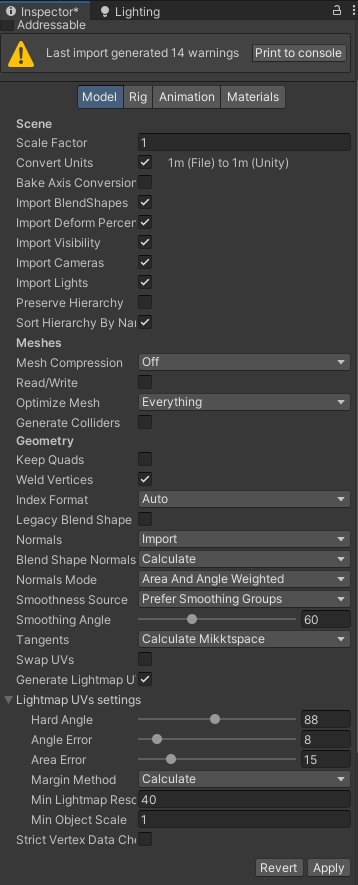 Inspector*
Lighting
Addressable
Last import generated 14 warnings
Print to console
Model Rig Animation Materials
Scene
Scale Factor 1
Convert Units 1m (File) to 1m (Unity)
Bake Axis Conversion
Import BlendShapes
Import Deform Percen
Import Visibility
Import Cameras
Import Lights
Preserve Hierarchy
Sort Hierarchy By Nar
Meshes
Mesh Compression Off
Read/Write
Optimize Mesh Everything
Generate Colliders
Geometry
Keep Quads
Weld Vertices
Index Format Auto
Legacy Blend Shape
Normals Import
Blend Shape Normals Calculate
Normals Mode Area And Angle Weighted
Smoothness Source Prefer Smoothing Groups
Smoothing Angle 60
Tangents Calculate Mikktspace
Swap UVs
Generate Lightmap U
Lightmap UVs settings
Hard Angle 88
Angle Error 8
Area Error 15
Margin Method Calculate
Min Lightmap Resc 40
Min Object Scale 1
Strict Vertex Data Che
Revert Apply